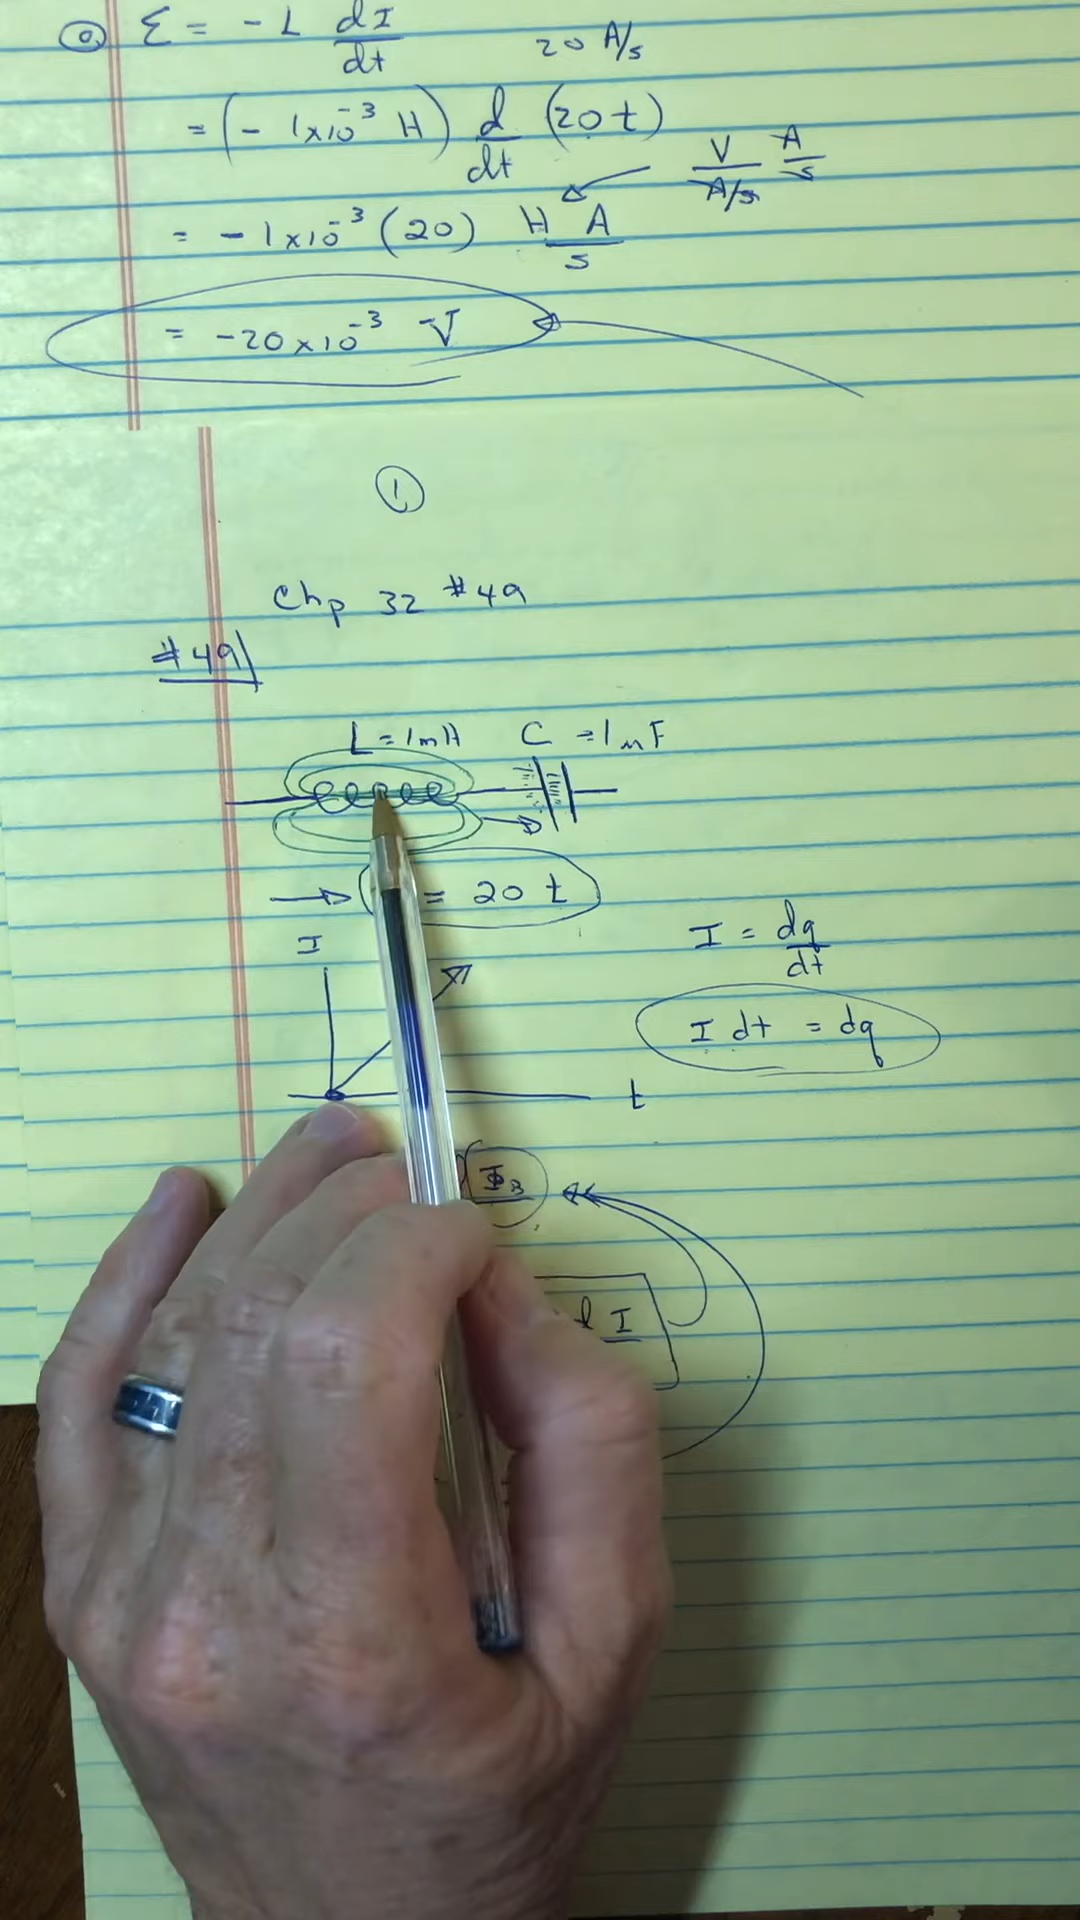 ⓐ Ɛ = - L dI/dt 20 A/s
= (- 1x10⁻³ H) d/dt (20 t)
V/A/s A/s
= - 1x10⁻³ (20) H A/s
= -20x10⁻³ V
①
Chp 32 #49
#49
L = 1mH C = 1μF
= 20 t
I
I = dq/dt
I dt = dq
t
Φ_B
I